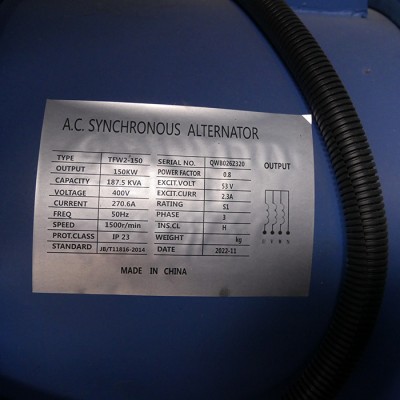 A.C. SYNCHRONOUS ALTERNATOR
TYPE TFW2-150 SERIAL NO. QWB026Z320 OUTPUT
OUTPUT 150KW POWER FACTOR 0.8
CAPACITY 187.5 KVA EXCIT.VOLT 53 V
VOLTAGE 400V EXCIT.CURR 2.3A
CURRENT 270.6A RATING S1
FREQ 50Hz PHASE 3
SPEED 1500r/min INS.CL H
PROT.CLASS IP 23 WEIGHT kg
STANDARD JB/T11816-2014 DATE 2022-11
MADE IN CHINA